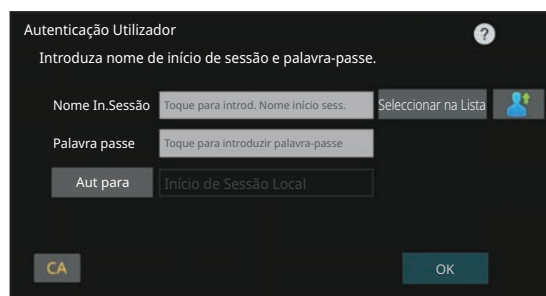 Autenticação Utilizador
?
Introduza nome de início de sessão e palavra-passe.
Nome In.Sessão Toque para introd. Nome início sess. Seleccionar na Lista
Palavra passe Toque para introduzir palavra-passe
Aut para Início de Sessão Local
CA OK